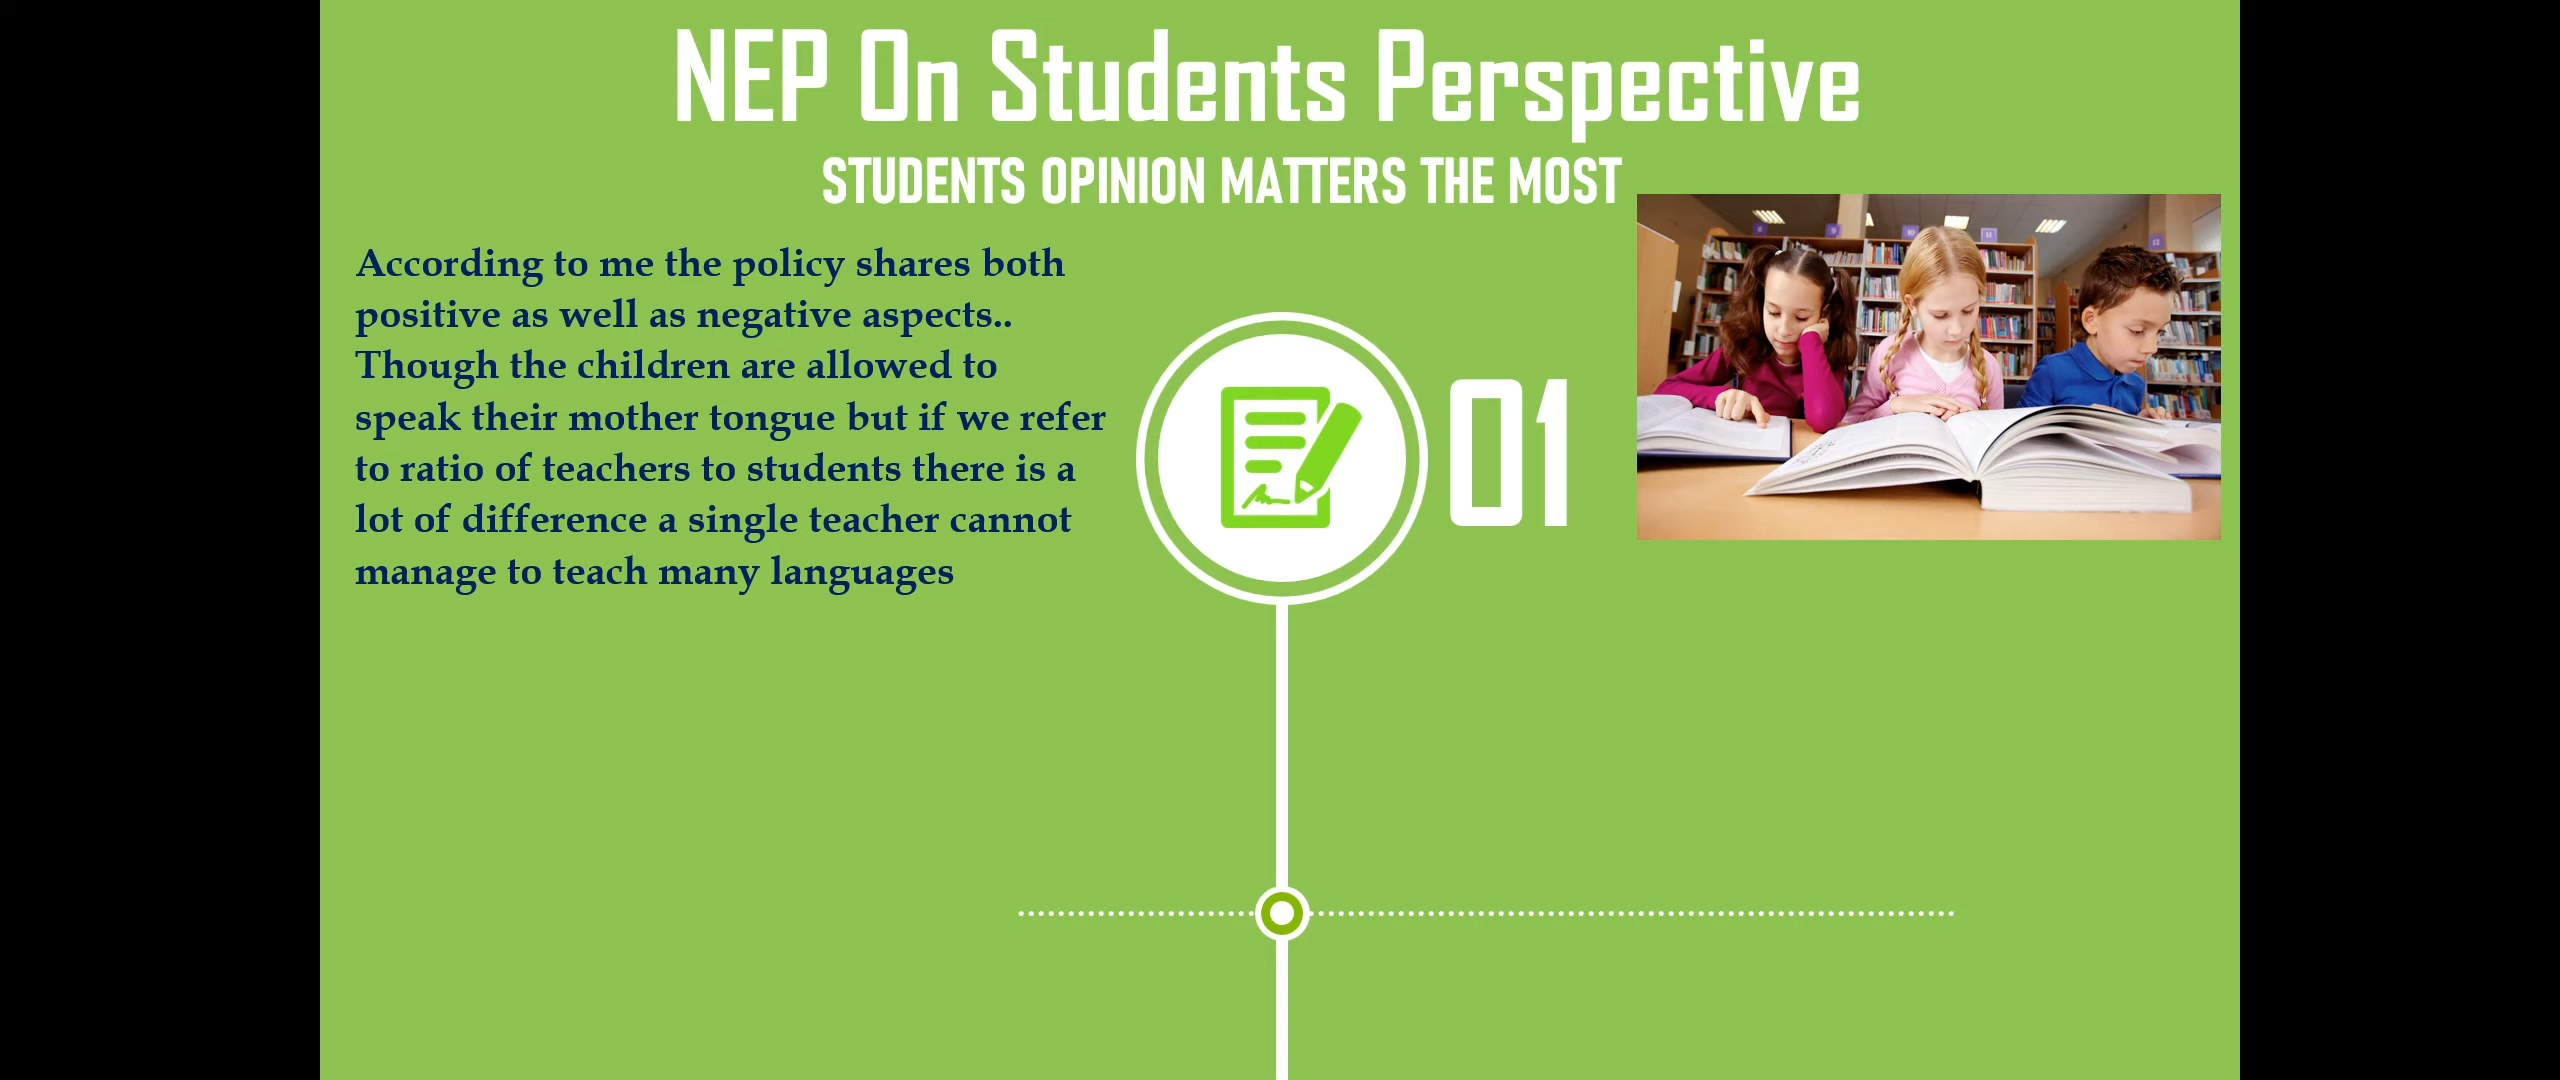 NEP On Students Perspective
STUDENTS OPINION MATTERS THE MOST
According to me the policy shares both
positive as well as negative aspects..
Though the children are allowed to
speak their mother tongue but if we refer
to ratio of teachers to students there is a
lot of difference a single teacher cannot
manage to teach many languages
01